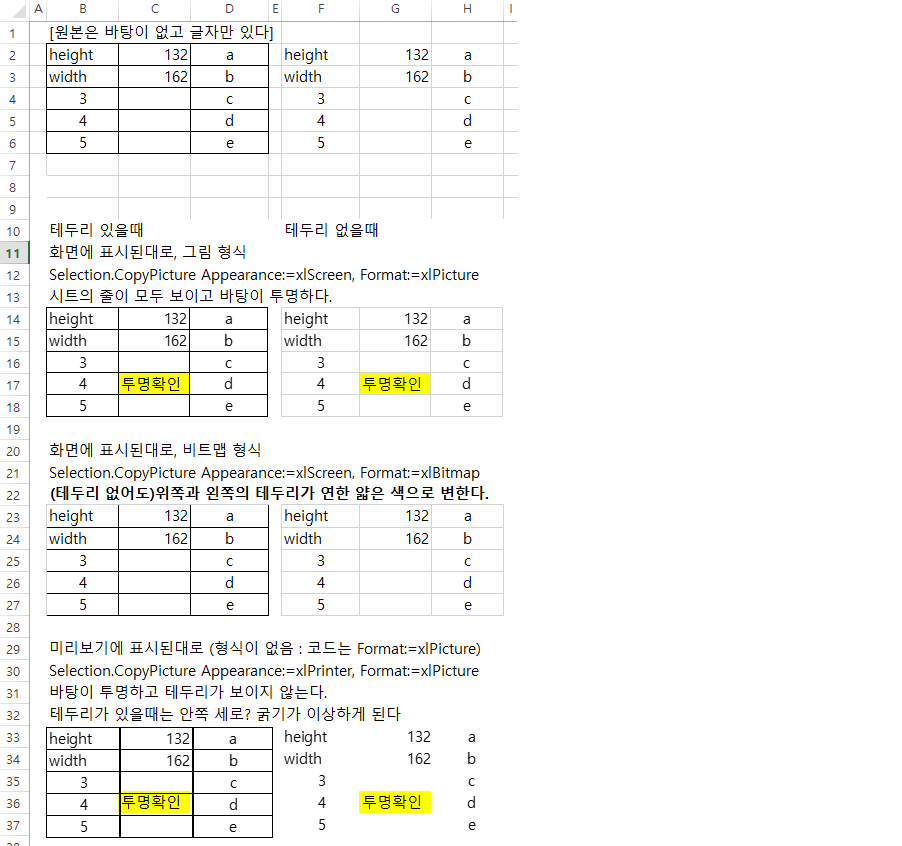 A B C D E F G H I
1 [원본은 바탕이 없고 글자만 있다]
2 height 132 a height 132 a
3 width 162 b width 162 b
4 3 c 3 c
5 4 d 4 d
6 5 e 5 e
7
8
9
10 테두리 있을때 테두리 없을때
11 화면에 표시된대로, 그림 형식
12 Selection.CopyPicture Appearance:=xlScreen, Format:=xlPicture
13 시트의 줄이 모두 보이고 바탕이 투명하다.
14 height 132 a height 132 a
15 width 162 b width 162 b
16 3 c 3 c
17 4 투명확인 d 4 투명확인 d
18 5 e 5 e
19
20 화면에 표시된대로, 비트맵 형식
21 Selection.CopyPicture Appearance:=xlScreen, Format:=xlBitmap
22 (테두리 없어도)위쪽과 왼쪽의 테두리가 연한 얇은 색으로 변한다.
23 height 132 a height 132 a
24 width 162 b width 162 b
25 3 c 3 c
26 4 d 4 d
27 5 e 5 e
28
29 미리보기에 표시된대로 (형식이 없음 : 코드는 Format:=xlPicture)
30 Selection.CopyPicture Appearance:=xlPrinter, Format:=xlPicture
31 바탕이 투명하고 테두리가 보이지 않는다.
32 테두리가 있을때는 안쪽 세로? 굵기가 이상하게 된다
33 height 132 a height 132 a
34 width 162 b width 162 b
35 3 c 3 c
36 4 투명확인 d 4 투명확인 d
37 5 e 5 e